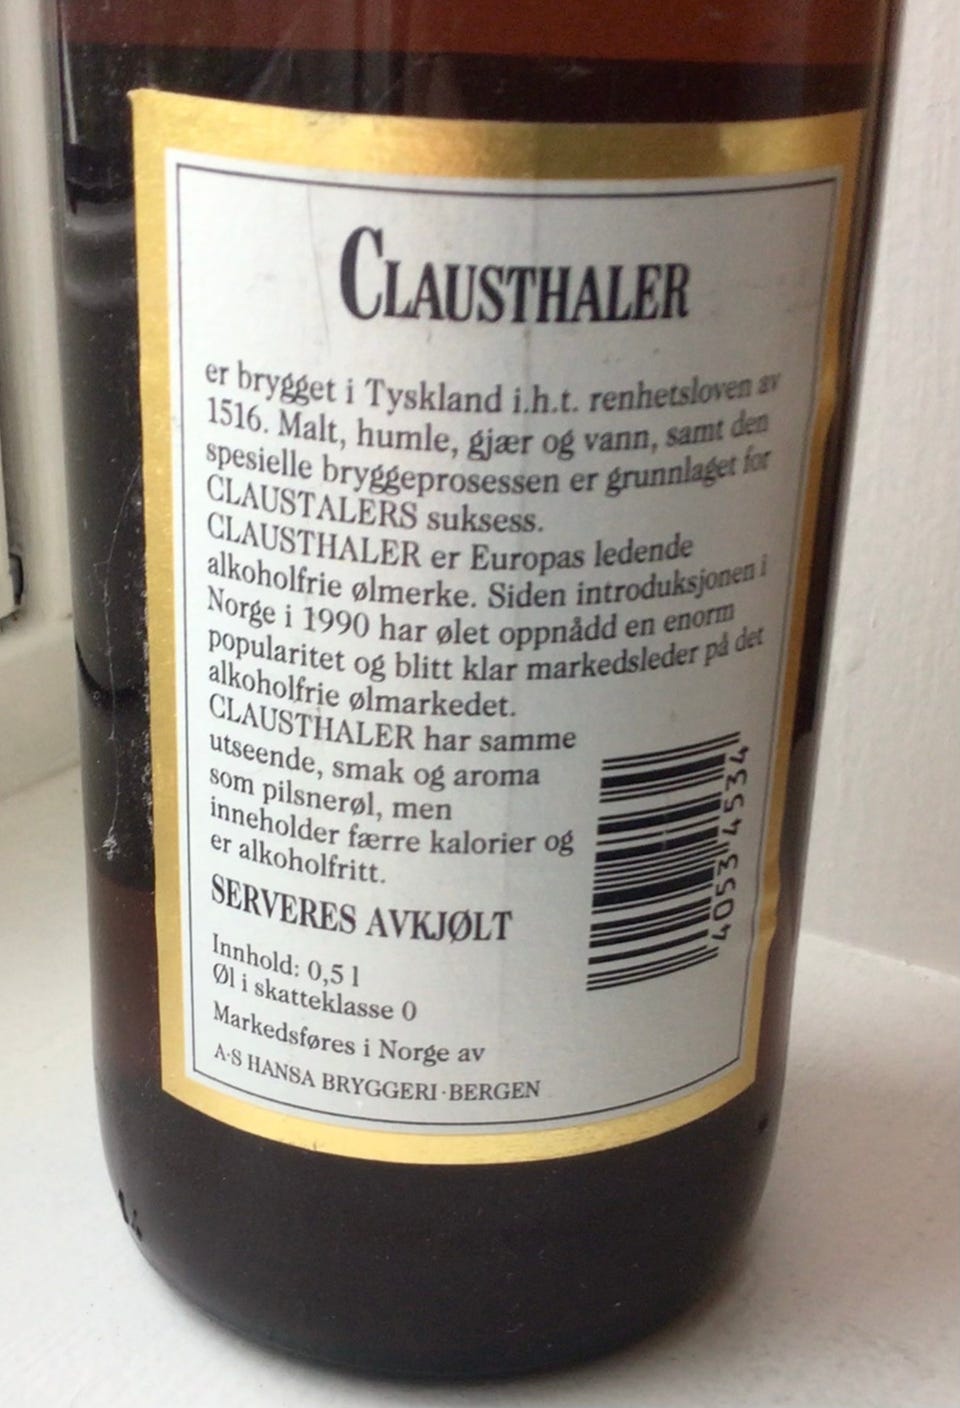 CLAUSTHALER
er brygget i Tyskland i.h.t. renhetsloven av
1516. Malt, humle, gjær og vann, samt den
spesielle bryggeprosessen er grunnlaget for
CLAUSTALERS suksess.
CLAUSTHALER er Europas ledende
alkoholfrie ølmerke. Siden introduksjonen i
Norge i 1990 har ølet oppnådd en enorm
popularitet og blitt klar markedsleder på det
alkoholfrie ølmarkedet.
CLAUSTHALER har samme
utseende, smak og aroma
som pilsnerøl, men
inneholder færre kalorier og
er alkoholfritt.
SERVERES AVKJØLT
Innhold: 0,5 l
Øl i skatteklasse 0
Markedsføres i Norge av
A·S HANSA BRYGGERI · BERGEN
4053 4534